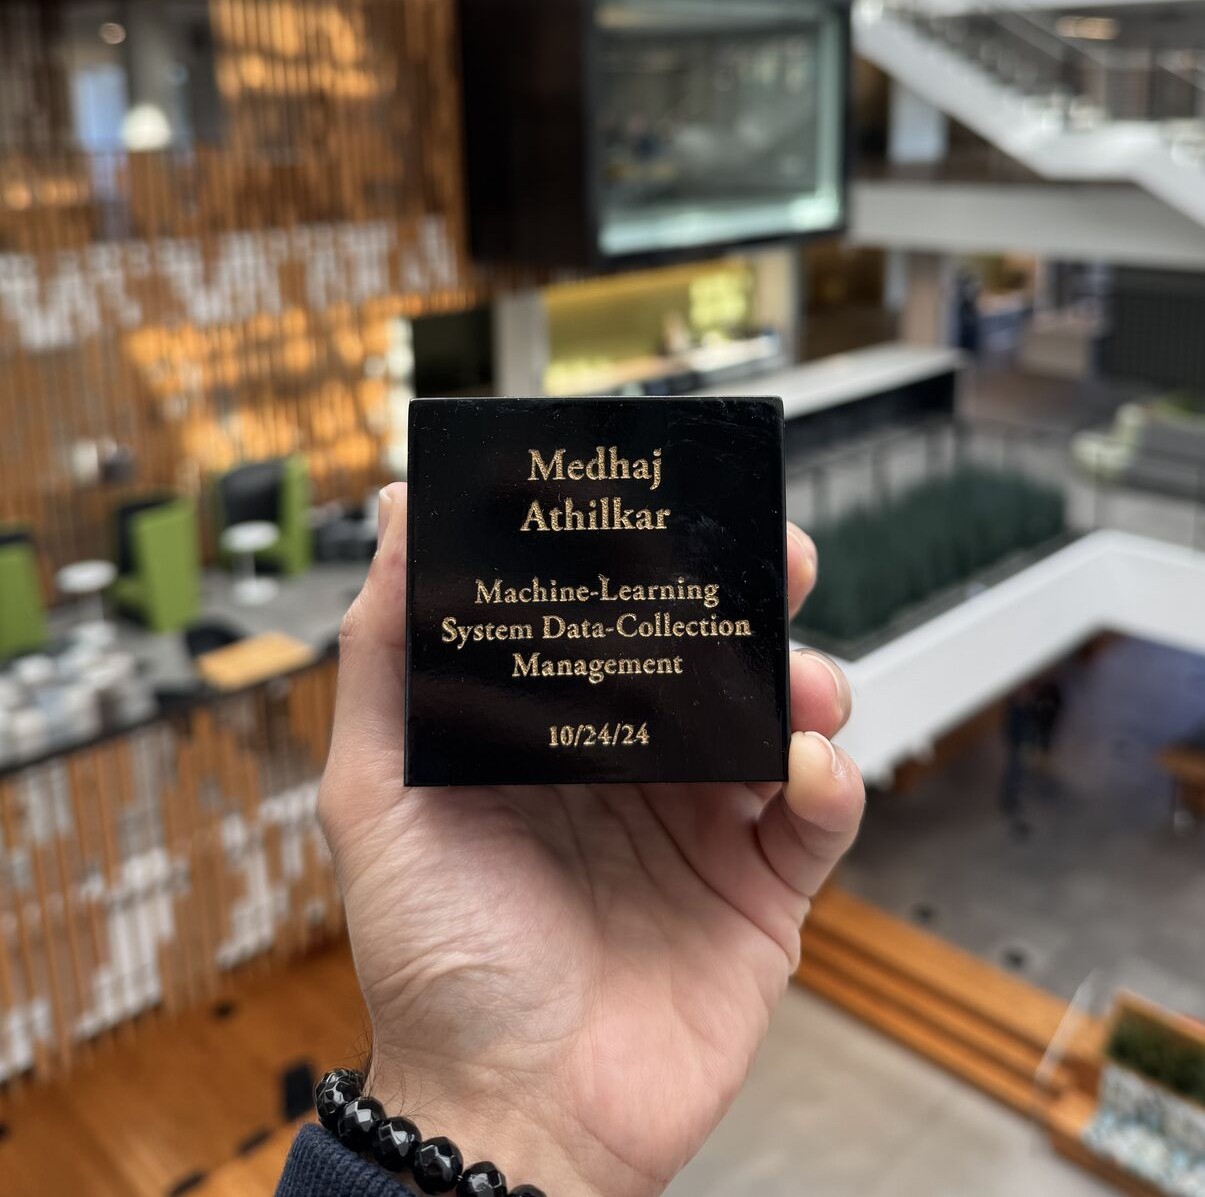 Medhaj
Athilkar
Machine-Learning
System Data-Collection
Management
10/24/24